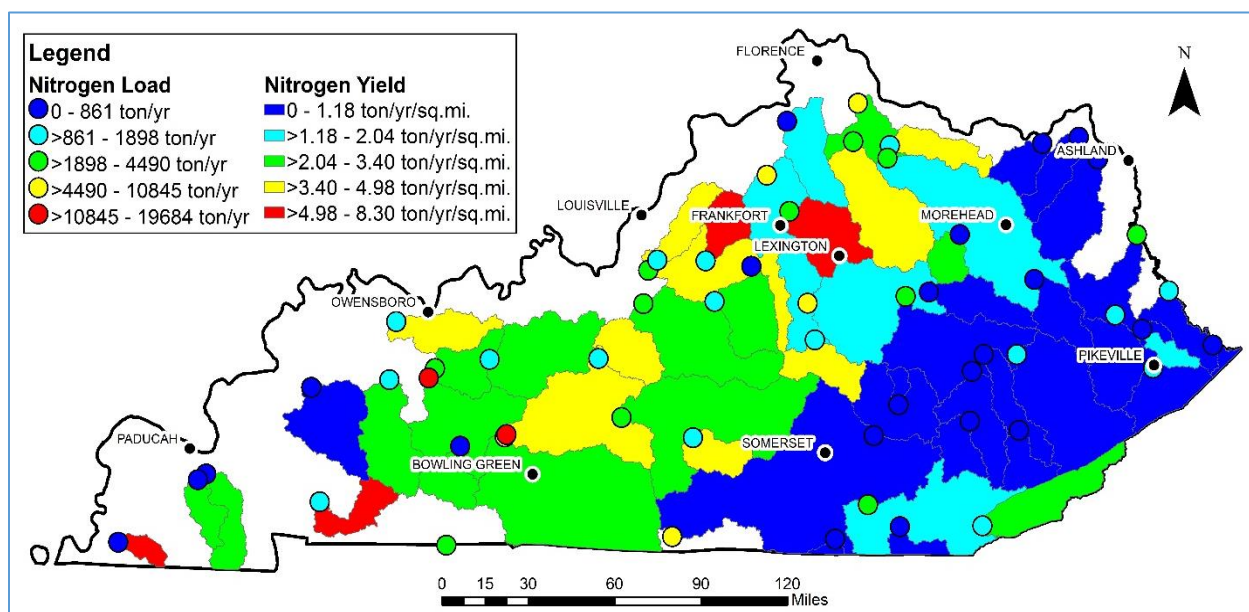 Legend
Nitrogen Load
0 - 861 ton/yr
>861 - 1898 ton/yr
>1898 - 4490 ton/yr
>4490 - 10845 ton/yr
>10845 - 19684 ton/yr
Nitrogen Yield
0 - 1.18 ton/yr/sq.mi.
>1.18 - 2.04 ton/yr/sq.mi.
>2.04 - 3.40 ton/yr/sq.mi.
>3.40 - 4.98 ton/yr/sq.mi.
>4.98 - 8.30 ton/yr/sq.mi.
FLORENCE
N
ASHLAND
LOUISVILLE
FRANKFORT
MOREHEAD
LEXINGTON
OWENSBORO
PIKEVILLE
PADUCAH
SOMERSET
BOWLING GREEN
0 15 30 60 90 120
Miles